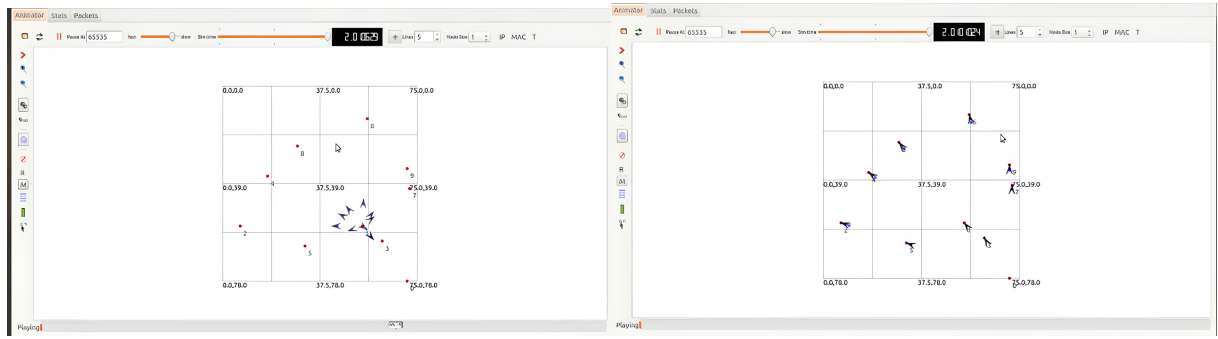 Animator Stats Packets
Pause At 65535 Fast slow Sim time Lines 5 Node Size 1 IP MAC T
0.0,0.0 37.5,0.0 75.0,0.0
6
8
9
4
0.0,39.0 37.5,39.0 75.0,39.0
7
2
3
5
0.0,78.0 37.5,78.0 75.0,78.0
R
M
Playing
Animator Stats Packets
Pause At 65535 Fast slow Sim time Lines 5 Node Size 1 IP MAC T
0.0,0.0 37.5,0.0 75.0,0.0
0.0,39.0 37.5,39.0 75.0,39.0
7
2
3
5
0.0,78.0 37.5,78.0 75.0,78.0
R
M
Playing